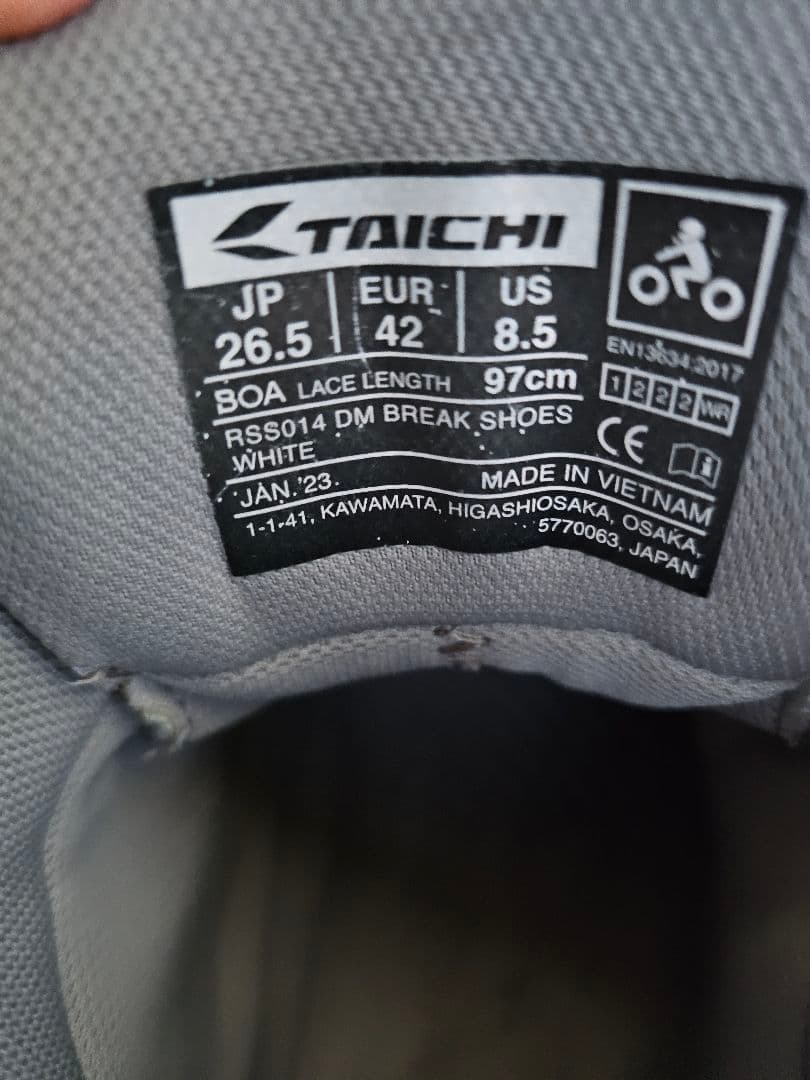 TAICHI
JP 26.5 EUR 42 US 8.5
BOA LACE LENGTH 97cm
RSS014 DM BREAK SHOES
WHITE
JAN.'23. MADE IN VIETNAM
1-1-41, KAWAMATA, HIGASHIOSAKA, OSAKA,
5770063, JAPAN
EN13634:2017
1 2 2 2 WR
CE
i